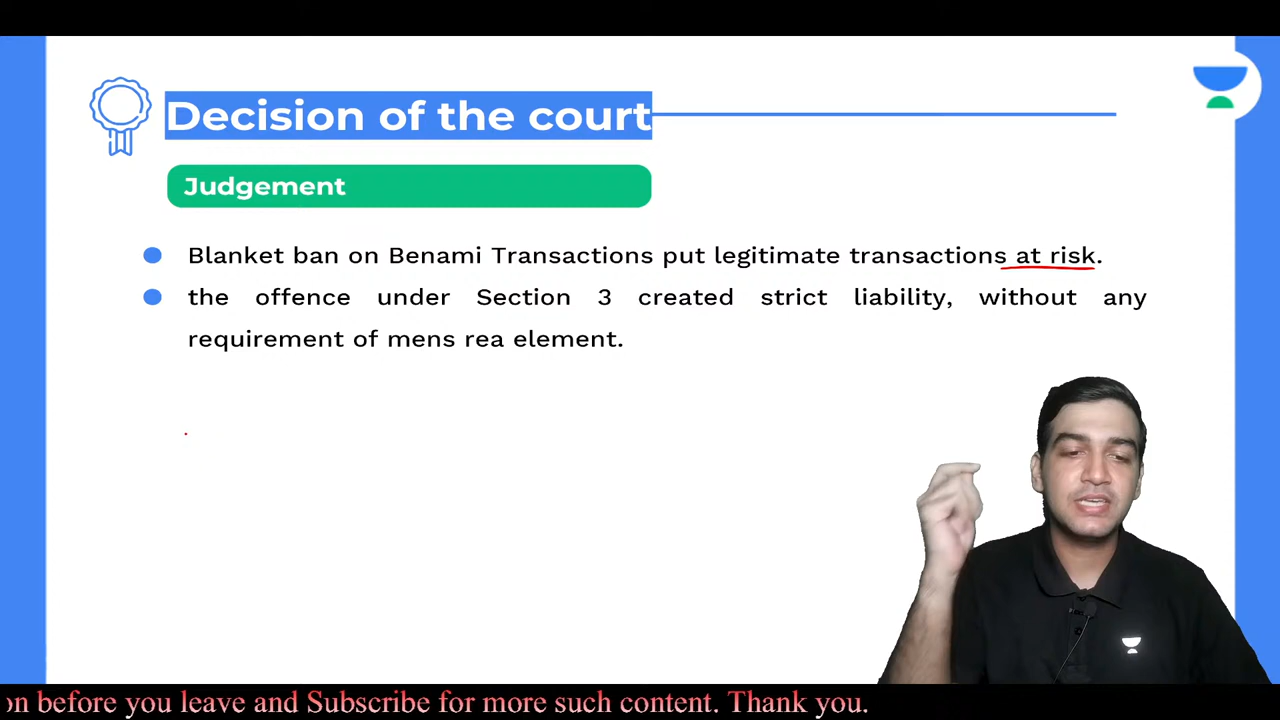 Decision of the court
Judgement
Blanket ban on Benami Transactions put legitimate transactions at risk.
the offence under Section 3 created strict liability, without any
requirement of mens rea element.
before you leave and Subscribe for more such content. Thank you.